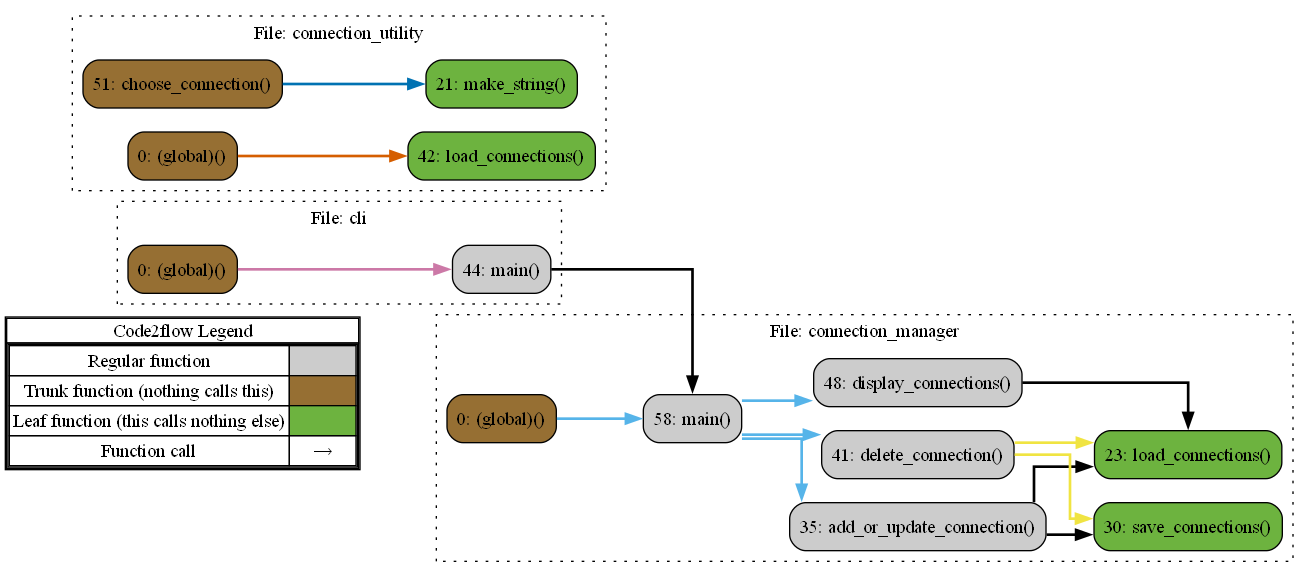 File: connection_utility
51: choose_connection()
21: make_string()
0: (global)()
42: load_connections()
File: cli
0: (global)()
44: main()
Code2flow Legend
Regular function
Trunk function (nothing calls this)
Leaf function (this calls nothing else)
Function call →
File: connection_manager
0: (global)()
58: main()
48: display_connections()
41: delete_connection()
35: add_or_update_connection()
23: load_connections()
30: save_connections()